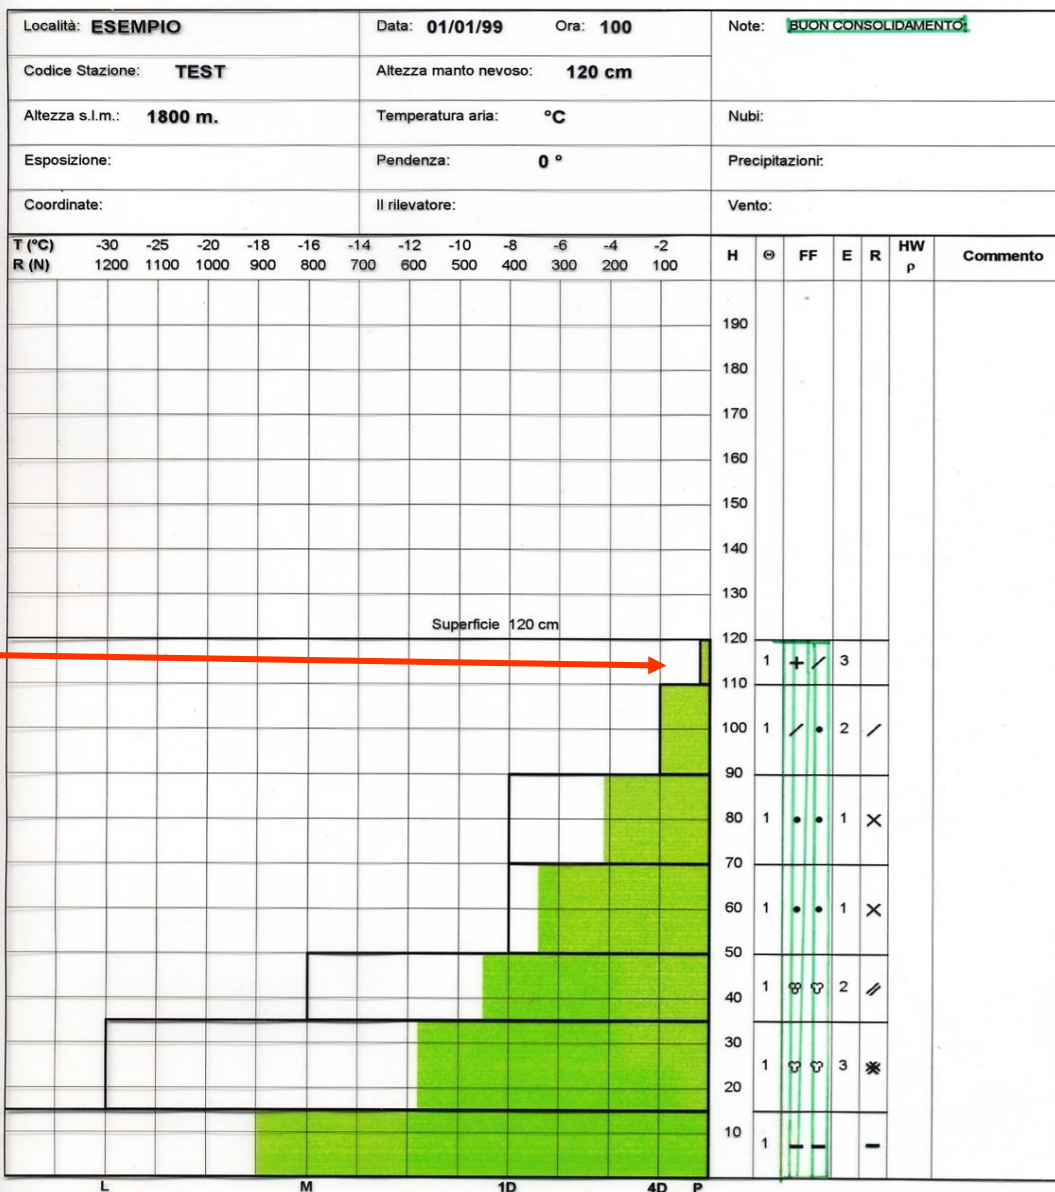 Località: ESEMPIO Data: 01/01/99 Ora: 100 Note: BUON CONSOLIDAMENTO;
Codice Stazione: TEST Altezza manto nevoso: 120 cm
Altezza s.l.m.: 1800 m. Temperatura aria: °C Nubi:
Esposizione: Pendenza: 0 ° Precipitazioni:
Coordinate: Il rilevatore: Vento:
T (°C) -30 -25 -20 -18 -16 -14 -12 -10 -8 -6 -4 -2
R (N) 1200 1100 1000 900 800 700 600 500 400 300 200 100
H Θ FF E R HW ρ Commento
190
180
170
160
150
140
130
Superficie 120 cm
120
1 + / 3
110
100 1 / • 2 /
90
80 1 • • 1 ×
70
60 1 • • 1 ×
50
40 1 2
30
1 3
20
10
1 — — —
L M 1D 4D P